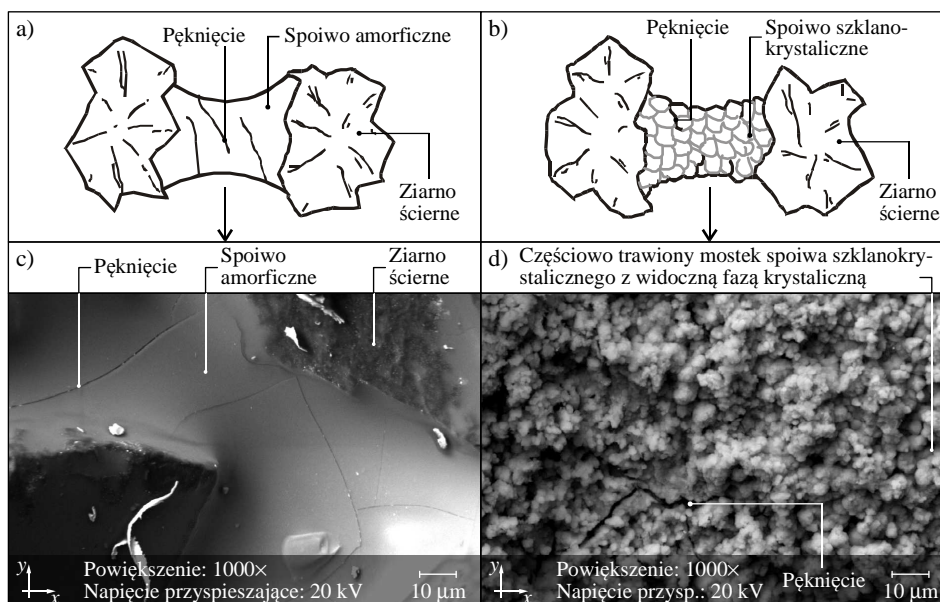 a)
Pęknięcie
Spoiwo amorficzne
Ziarno
ścierne
b)
Pęknięcie
Spoiwo szklano-
krystaliczne
Ziarno
ścierne
c)
Pęknięcie
Spoiwo
amorficzne
Ziarno
ścierne
y
x
Powiększenie: 1000×
Napięcie przyspieszające: 20 kV
10 μm
d)
Częściowo trawiony mostek spoiwa szklanokry-
stalicznego z widoczną fazą krystaliczną
y
x
Powiększenie: 1000×
Napięcie przysp.: 20 kV
Pęknięcie
10 μm